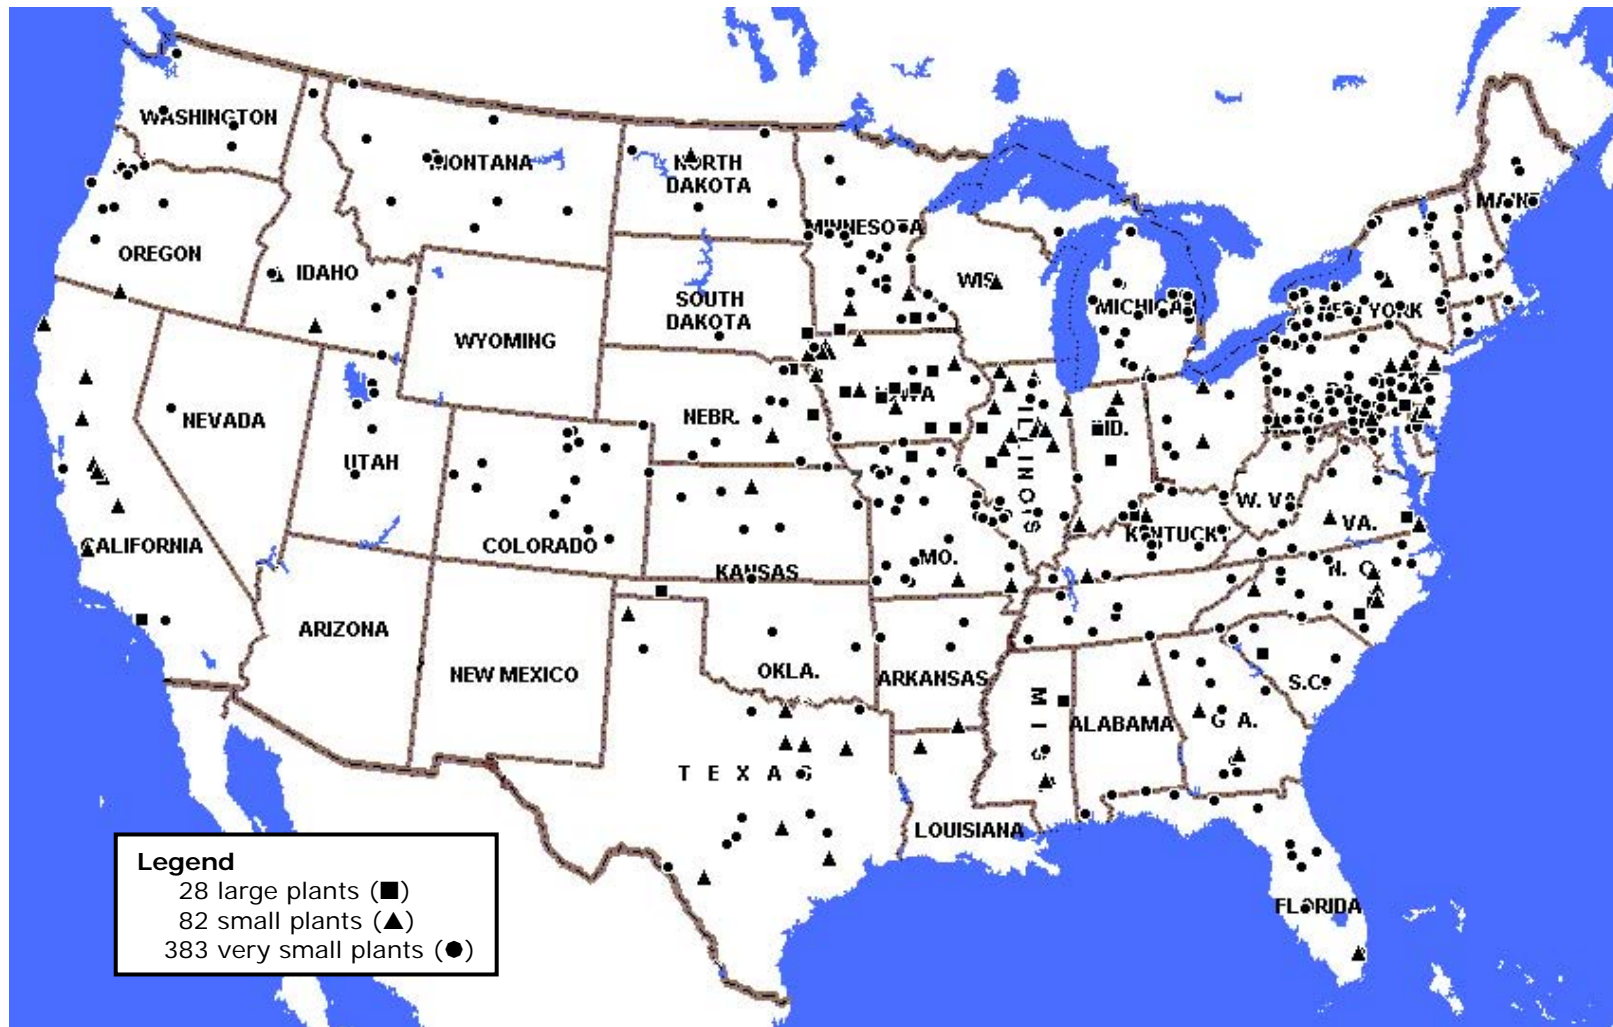 WASHINGTON
MONTANA
NORTH
DAKOTA
MINNESOTA
MAINE
OREGON
IDAHO
WIS.
SOUTH
DAKOTA
MICHIGAN
NEW YORK
WYOMING
IOWA
NEVADA
NEBR.
UTAH
ILLINOIS
IND.
W. VA
CALIFORNIA
COLORADO
KANSAS
MO.
KENTUCKY
VA.
N. C.
ARIZONA
NEW MEXICO
OKLA.
ARKANSAS
S.C.
MISS
ALABAMA
G A.
TEXAS
LOUISIANA
FLORIDA
Legend
28 large plants (■)
82 small plants (▲)
383 very small plants (●)